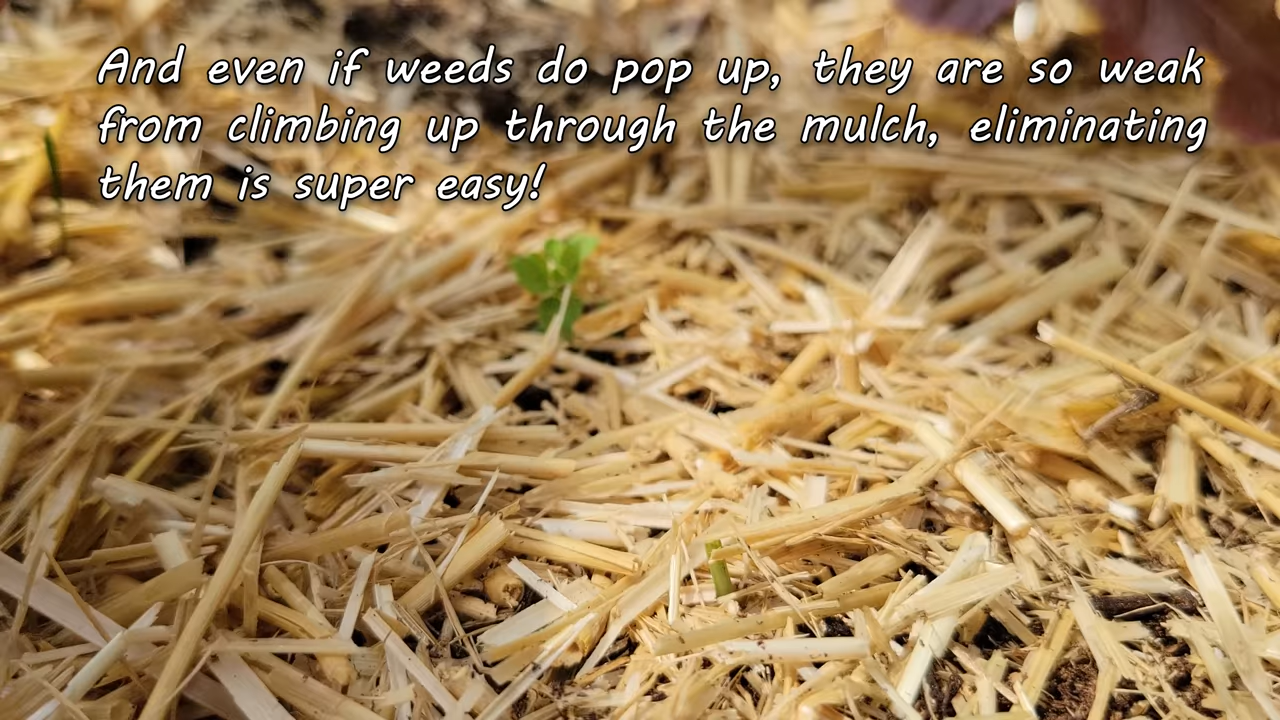 And even if weeds do pop up, they are so weak
from climbing up through the mulch, eliminating
them is super easy!